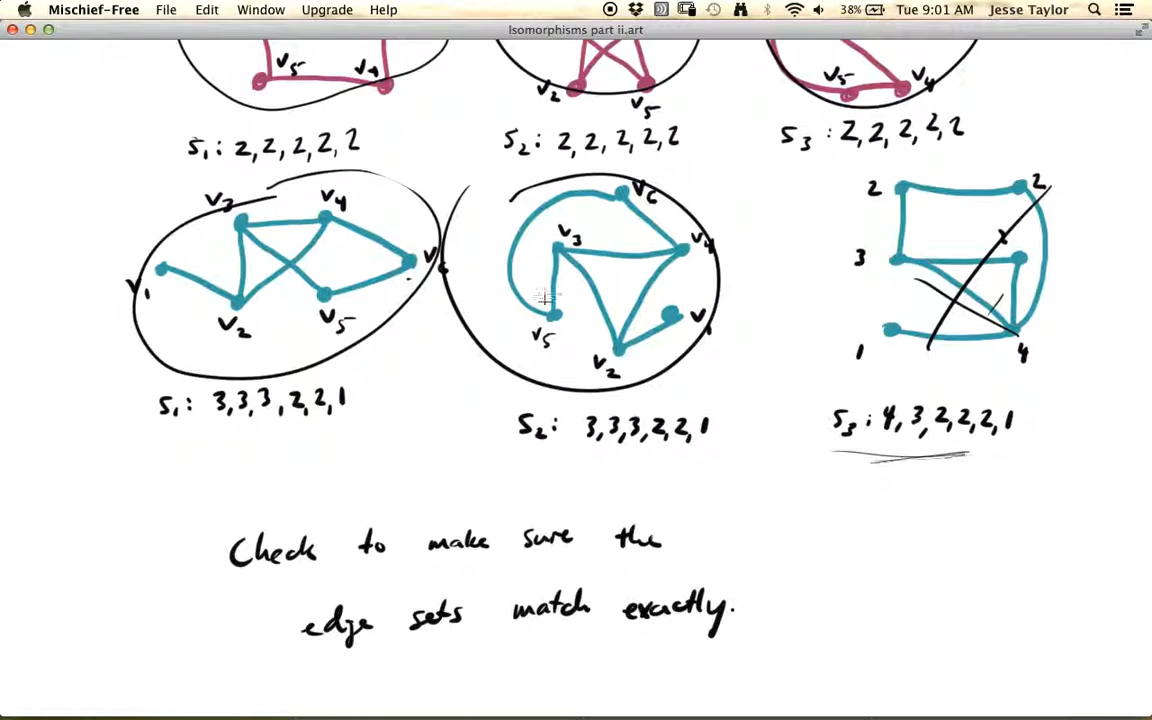 Mischief-Free File Edit View Window Upgrade Help 38% Tue 9:01 AM Jesse Taylor
Isomorphisms part ii.art
V5 V4
V2 V5
V5 V4
S1: 2, 2, 2, 2, 2
S2: 2, 2, 2, 2, 2
S3: 2, 2, 2, 2, 2
V3 V4
V1 V6
V2 V5
V6
V3 V4
V5 V1
V2
2 2
3 2
1 4
S1: 3,3,3,2,2,1
S2: 3,3,3,2,2,1
S3: 4,3,2,2,2,1
Check to make sure the
edge sets match exactly.